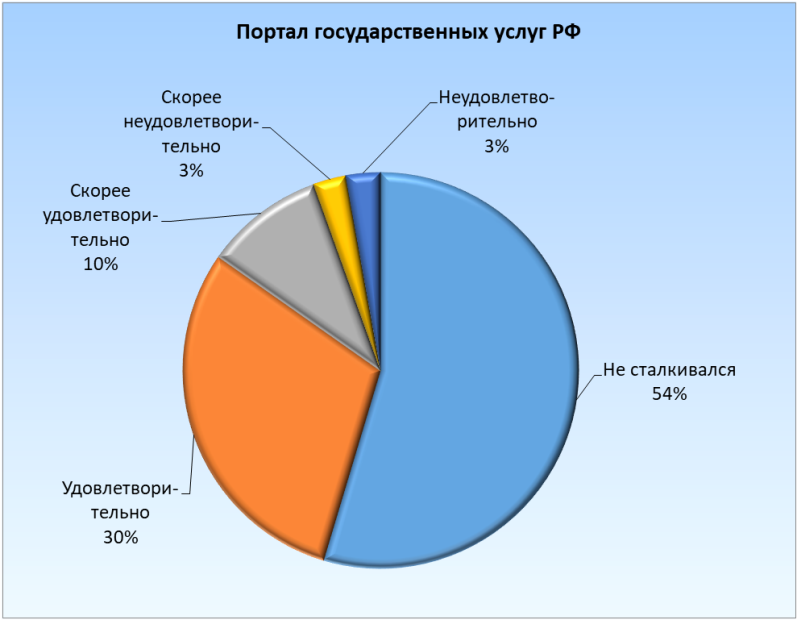 Портал государственных услуг РФ
Скорее
неудовлетвори-
тельно
3%
Неудовлетво-
рительно
3%
Скорее
удовлетвори-
тельно
10%
Не сталкивался
54%
Удовлетвори-
тельно
30%